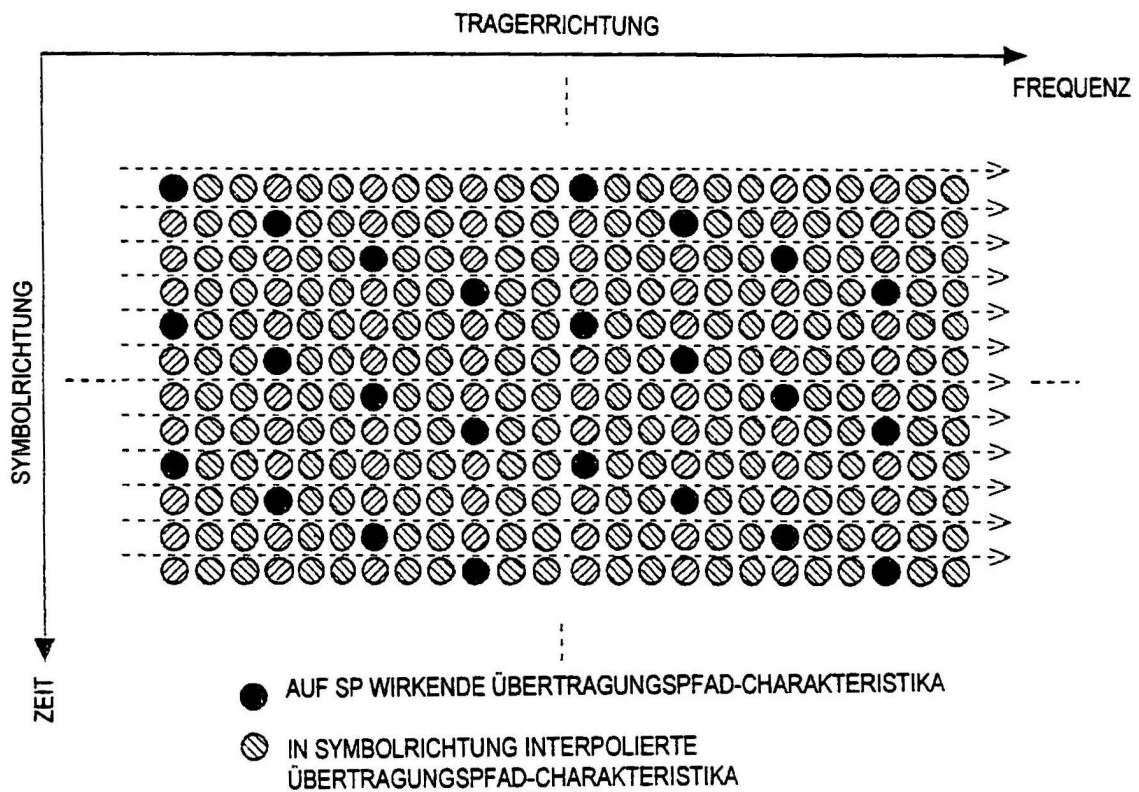 TRAGERRICHTUNG
FREQUENZ
SYMBOLRICHTUNG
ZEIT
AUF SP WIRKENDE ÜBERTRAGUNGSPFAD-CHARAKTERISTIKA
IN SYMBOLRICHTUNG INTERPOLIERTE
ÜBERTRAGUNGSPFAD-CHARAKTERISTIKA